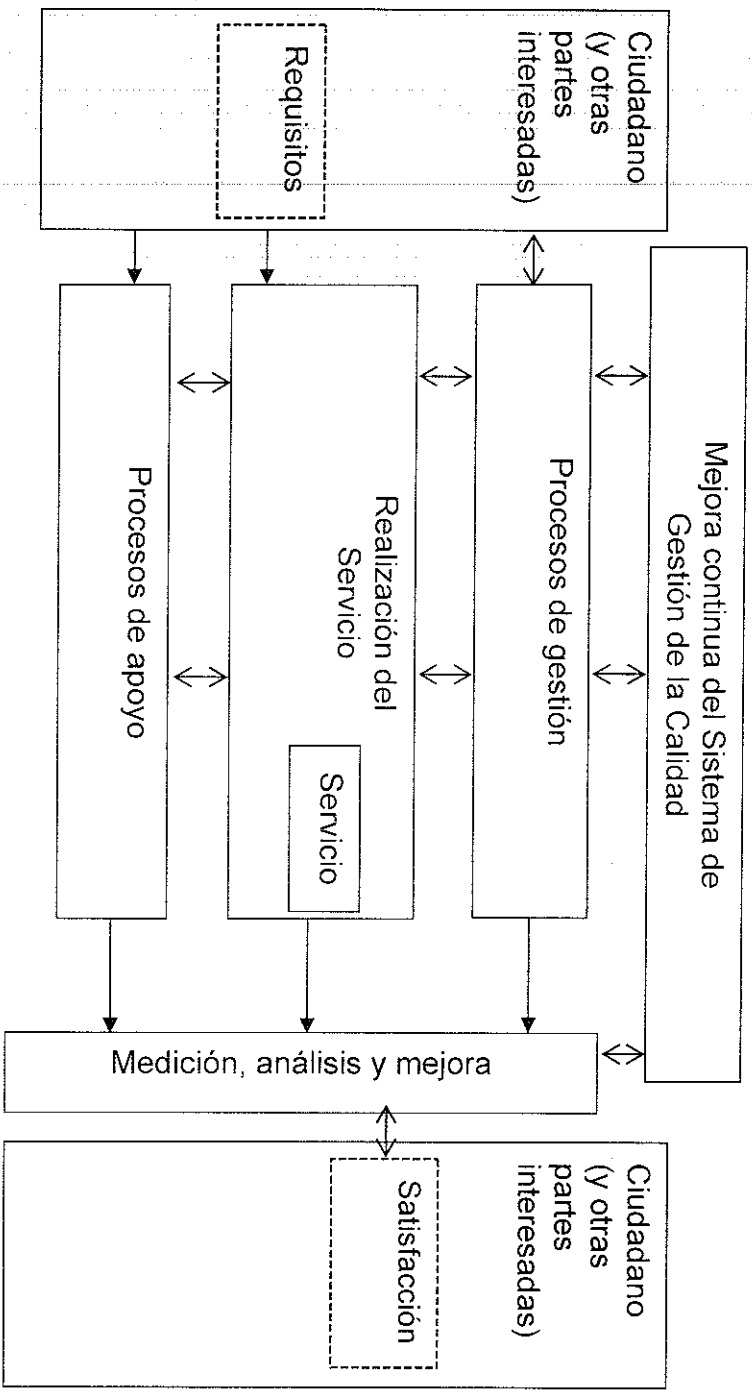 Mejora continua del Sistema de
Gestión de la Calidad
Ciudadano
(y otras
partes
interesadas)
Requisitos
Procesos de gestión
Realización del
Servicio
Servicio
Procesos de apoyo
Medición, análisis y mejora
Ciudadano
(y otras
partes
interesadas)
Satisfacción